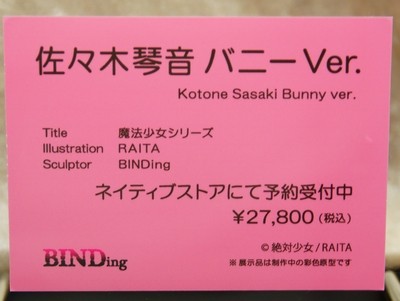 佐々木琴音 バニーVer.
Kotone Sasaki Bunny ver.
Title 魔法少女シリーズ
Illustration RAITA
Sculptor BINDing
ネイティブストアにて予約受付中
¥27,800(税込)
BINDing
©絶対少女/RAITA
※展示品は制作中の彩色原型です